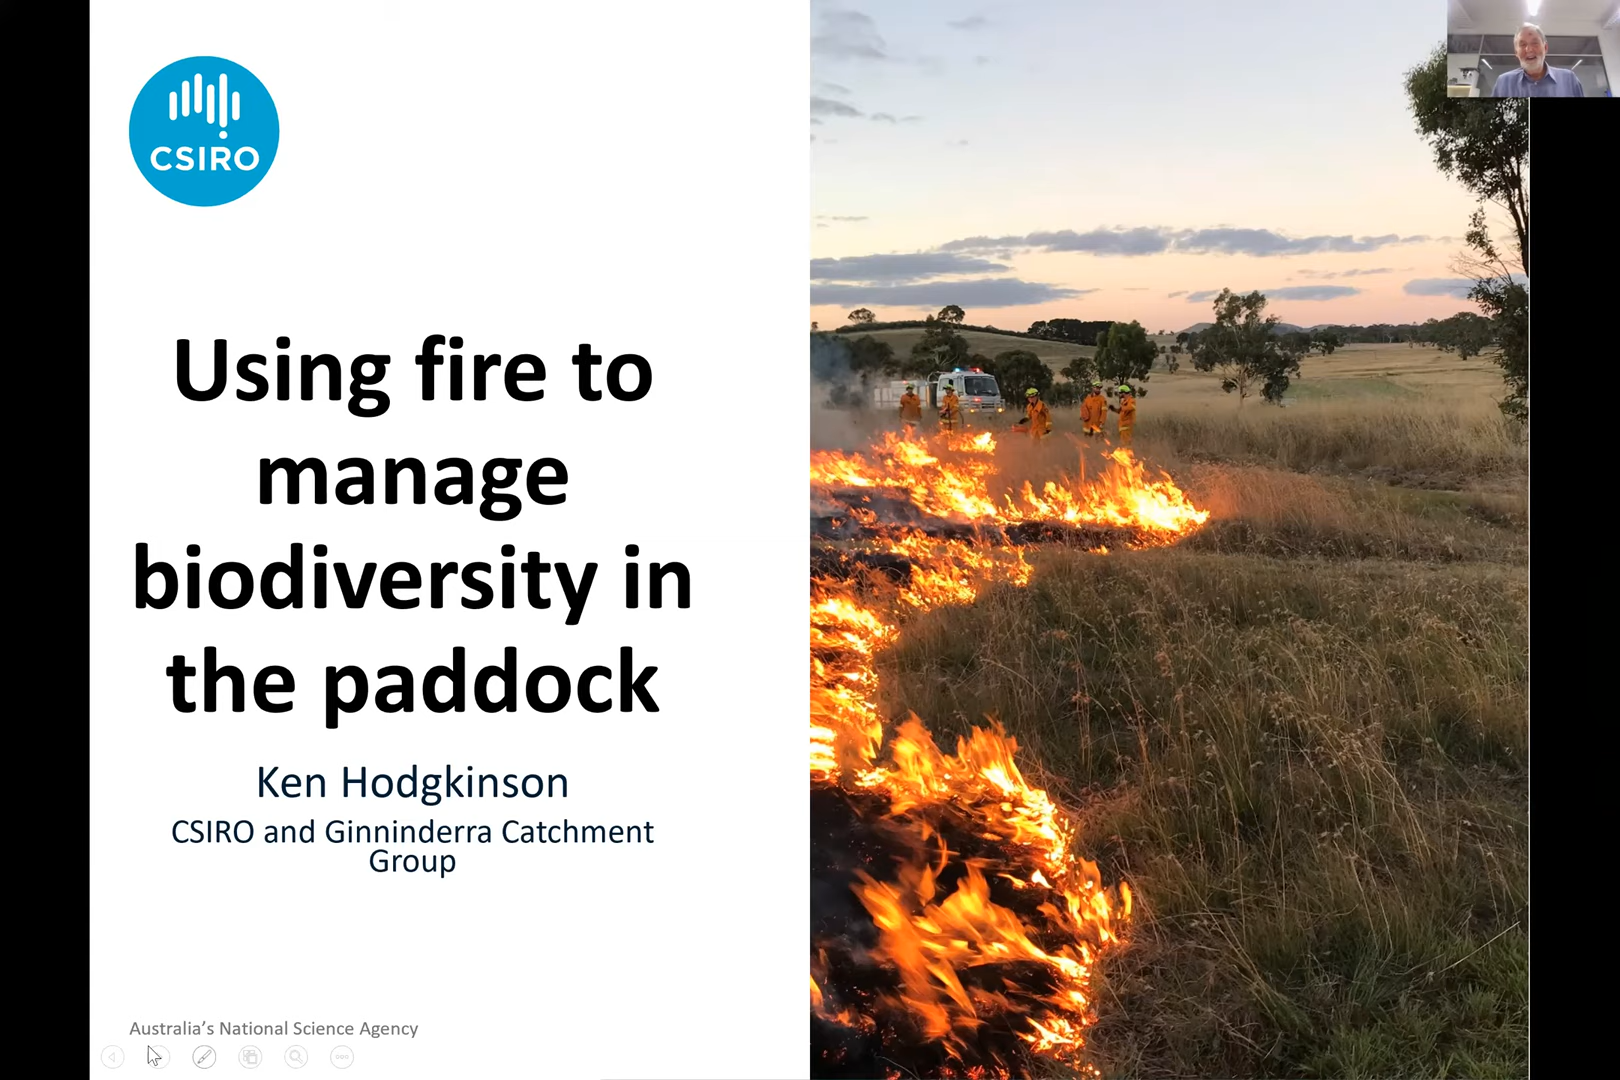 CSIRO
Using fire to
manage
biodiversity in
the paddock
Ken Hodgkinson
CSIRO and Ginninderra Catchment
Group
Australia's National Science Agency